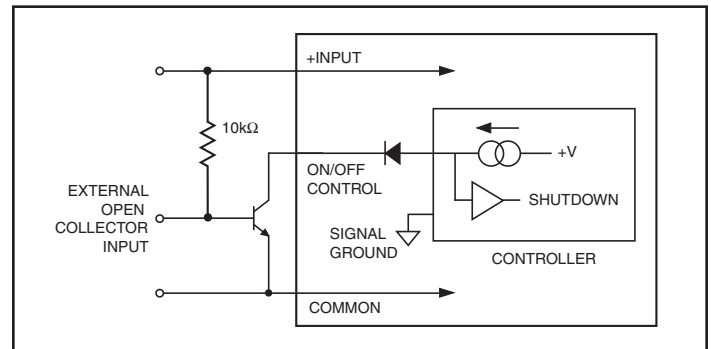 +INPUT
10kΩ
ON/OFF
CONTROL
+V
SHUTDOWN
EXTERNAL
OPEN
COLLECTOR
INPUT
SIGNAL
GROUND
CONTROLLER
COMMON